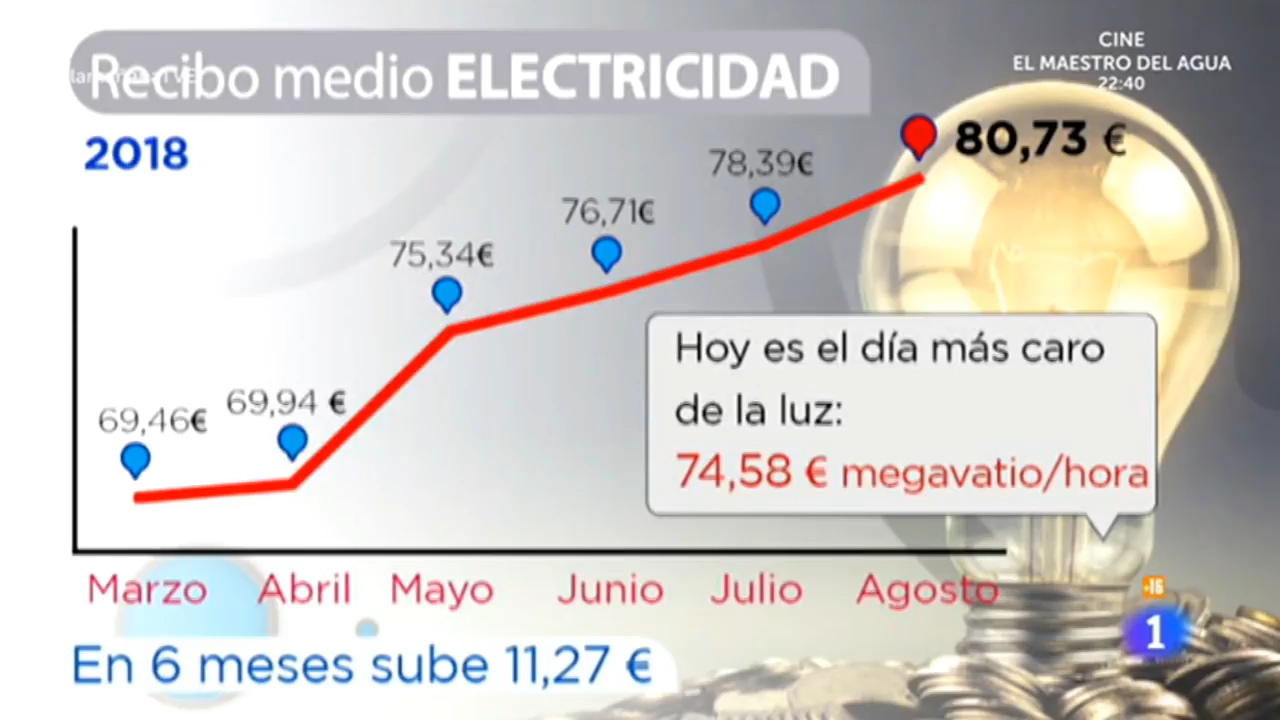 CINE
EL MAESTRO DEL AGUA
22:40
Recibo medio ELECTRICIDAD
2018
80,73 €
78,39€
76,71€
75,34€
69,94 €
69,46€
Hoy es el día más caro
de la luz:
74,58 € megavatio/hora
Marzo Abril Mayo Junio Julio Agosto
+16
1
En 6 meses sube 11,27 €